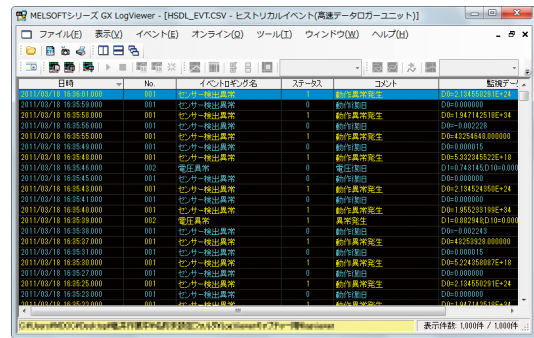 MELSOFTシリーズ GX LogViewer - [HSDL_EVT.CSV - ヒストリカルイベント(高速データロガーユニット)]
ファイル(F) 表示(V) イベント(E) オンライン(O) ツール(I) ウィンドウ(W) ヘルプ(H)
日時 No. イベントロギング名 ステータス コメント 監視デー
2011/03/18 16:36:01.000 001 センサー検出異常 1 動作異常発生 D0=2.134550291E+24
2011/03/18 16:35:59.000 001 センサー検出異常 0 動作復旧 D0=0.000000
2011/03/18 16:35:58.000 001 センサー検出異常 1 動作異常発生 D0=1.947142518E+34
2011/03/18 16:35:56.000 001 センサー検出異常 0 動作復旧 D0=-0.002228
2011/03/18 16:35:55.000 001 センサー検出異常 1 動作異常発生 D0=43254640.000000
2011/03/18 16:35:49.000 001 センサー検出異常 0 動作復旧 D0=0.000015
2011/03/18 16:35:48.000 001 センサー検出異常 1 動作異常発生 D0=5.332345522E+18
2011/03/18 16:35:46.000 002 電圧異常 0 電圧復旧 D1=0.743145;D10=0.000
2011/03/18 16:35:45.000 001 センサー検出異常 0 動作復旧 D0=0.000000
2011/03/18 16:35:43.000 001 センサー検出異常 1 動作異常発生 D0=2.134524350E+24
2011/03/18 16:35:41.000 001 センサー検出異常 0 動作復旧 D0=0.000000
2011/03/18 16:35:40.000 001 センサー検出異常 1 動作異常発生 D0=1.955233199E+34
2011/03/18 16:35:39.000 002 電圧異常 1 異常発生 D1=0.882948;D10=0.000
2011/03/18 16:35:38.000 001 センサー検出異常 0 動作復旧 D0=-0.002243
2011/03/18 16:35:37.000 001 センサー検出異常 1 動作異常発生 D0=43253928.000000
2011/03/18 16:35:31.000 001 センサー検出異常 0 動作復旧 D0=0.000015
2011/03/18 16:35:30.000 001 センサー検出異常 1 動作異常発生 D0=5.224358087E+18
2011/03/18 16:35:27.000 001 センサー検出異常 0 動作復旧 D0=0.000000
2011/03/18 16:35:25.000 001 センサー検出異常 1 動作異常発生 D0=2.134550291E+24
2011/03/18 16:35:23.000 001 センサー検出異常 0 動作復旧 D0=0.000000
表示件数: 1,000件 / 1,000件